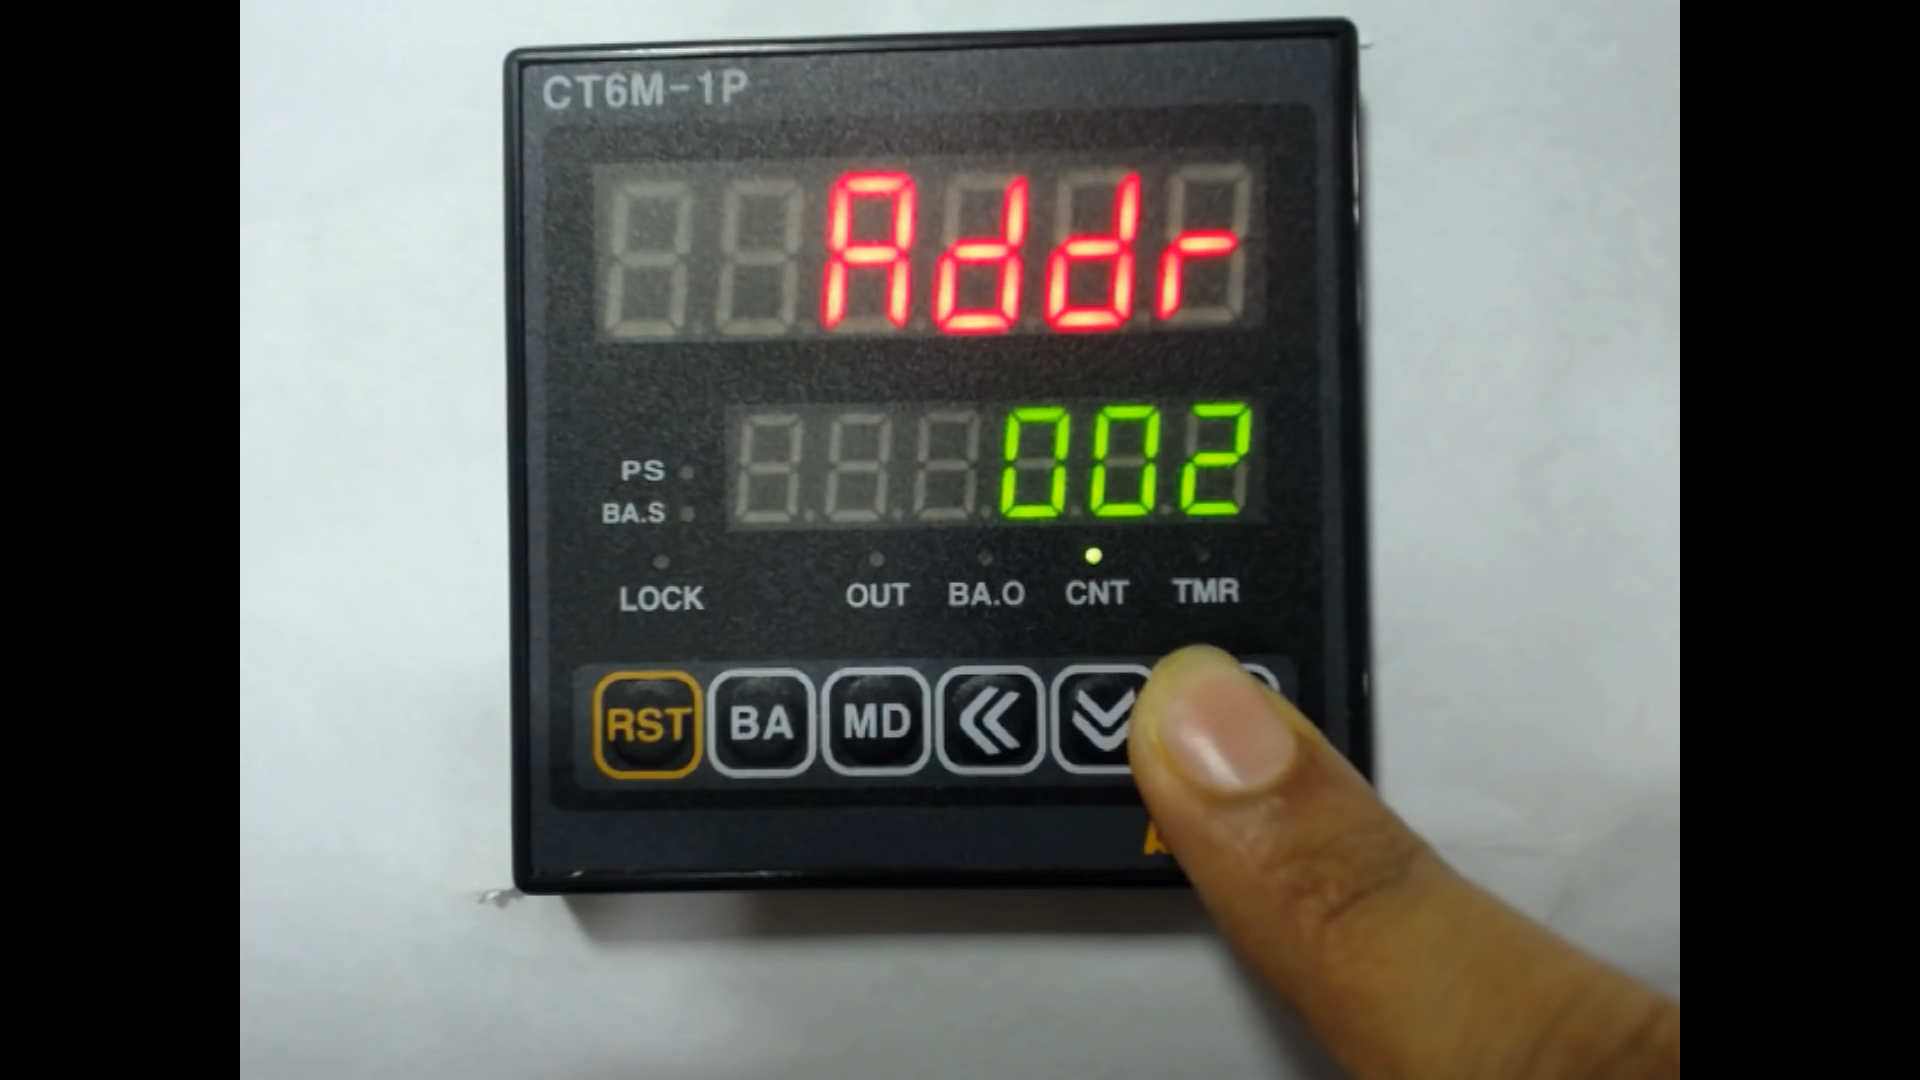 CT6M-1P
Addr
002
PS
BA.S
LOCK OUT BA.O CNT TMR
RST BA MD